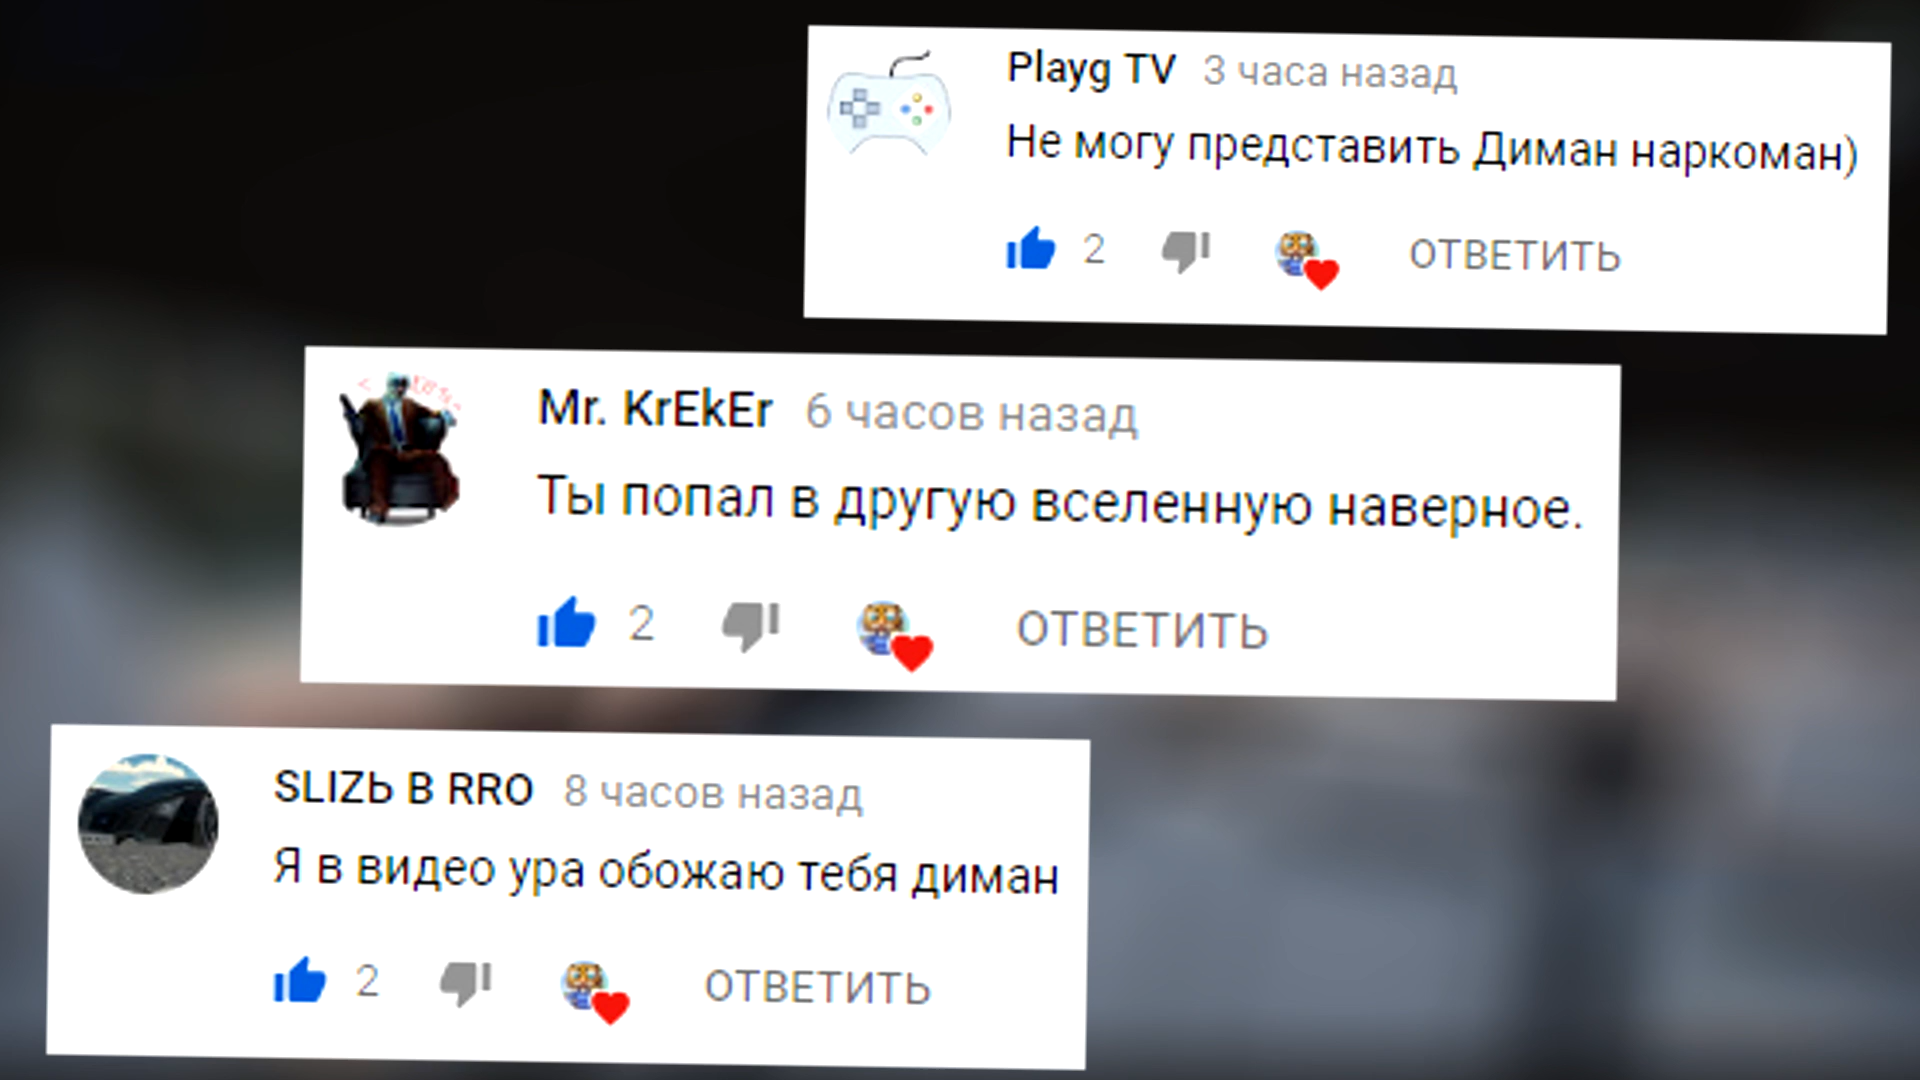 Playg TV 3 часа назад
Не могу представить Диман наркоман)
2 ОТВЕТИТЬ
Mr. KrEkEr 6 часов назад
Ты попал в другую вселенную наверное.
2 ОТВЕТИТЬ
SLIZЬ В RRO 8 часов назад
Я в видео ура обожаю тебя диман
2 ОТВЕТИТЬ